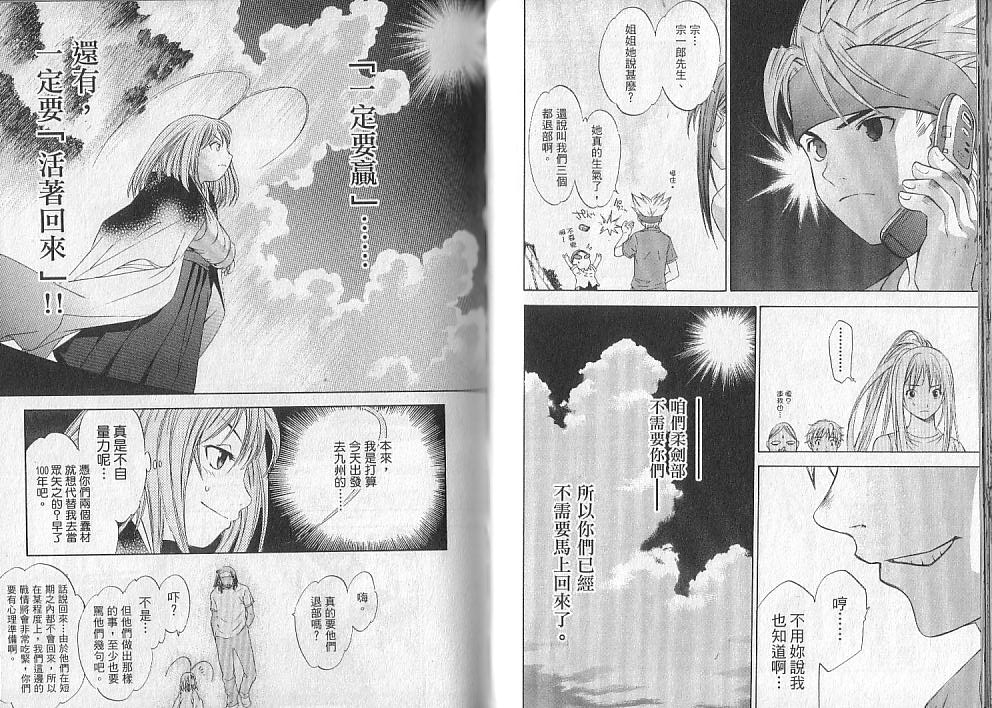 宗…
宗一郎先生、
姐姐她說甚麼？
她真的生氣了，
還說叫我們三個
都退部啊。
怪住。
不看啦
啊～
…………
哼……
不用妳說我
也知道啊…
咱們柔劍部
不需要你們——
所以你們已經
不需要馬上回來了。
『一定要贏』……
還有，
一定要『活著回來』!!
本來，
我是打算
今天出發
去九州的……
真是不自
量力呢…
憑你們兩個蠢材
就想代替我去當
眾矢之的？早了
100年吧。
嗨。
真的要他們
退部嗎？
吓？
不是…
但他們做出那樣
的事，至少也要
罵他們幾句吧。
話說回來…由於他們在短
期之內都不會回來，所以
在某程度上，我們這邊的
戰情將會非常吃緊，你們
要有心理準備啊。